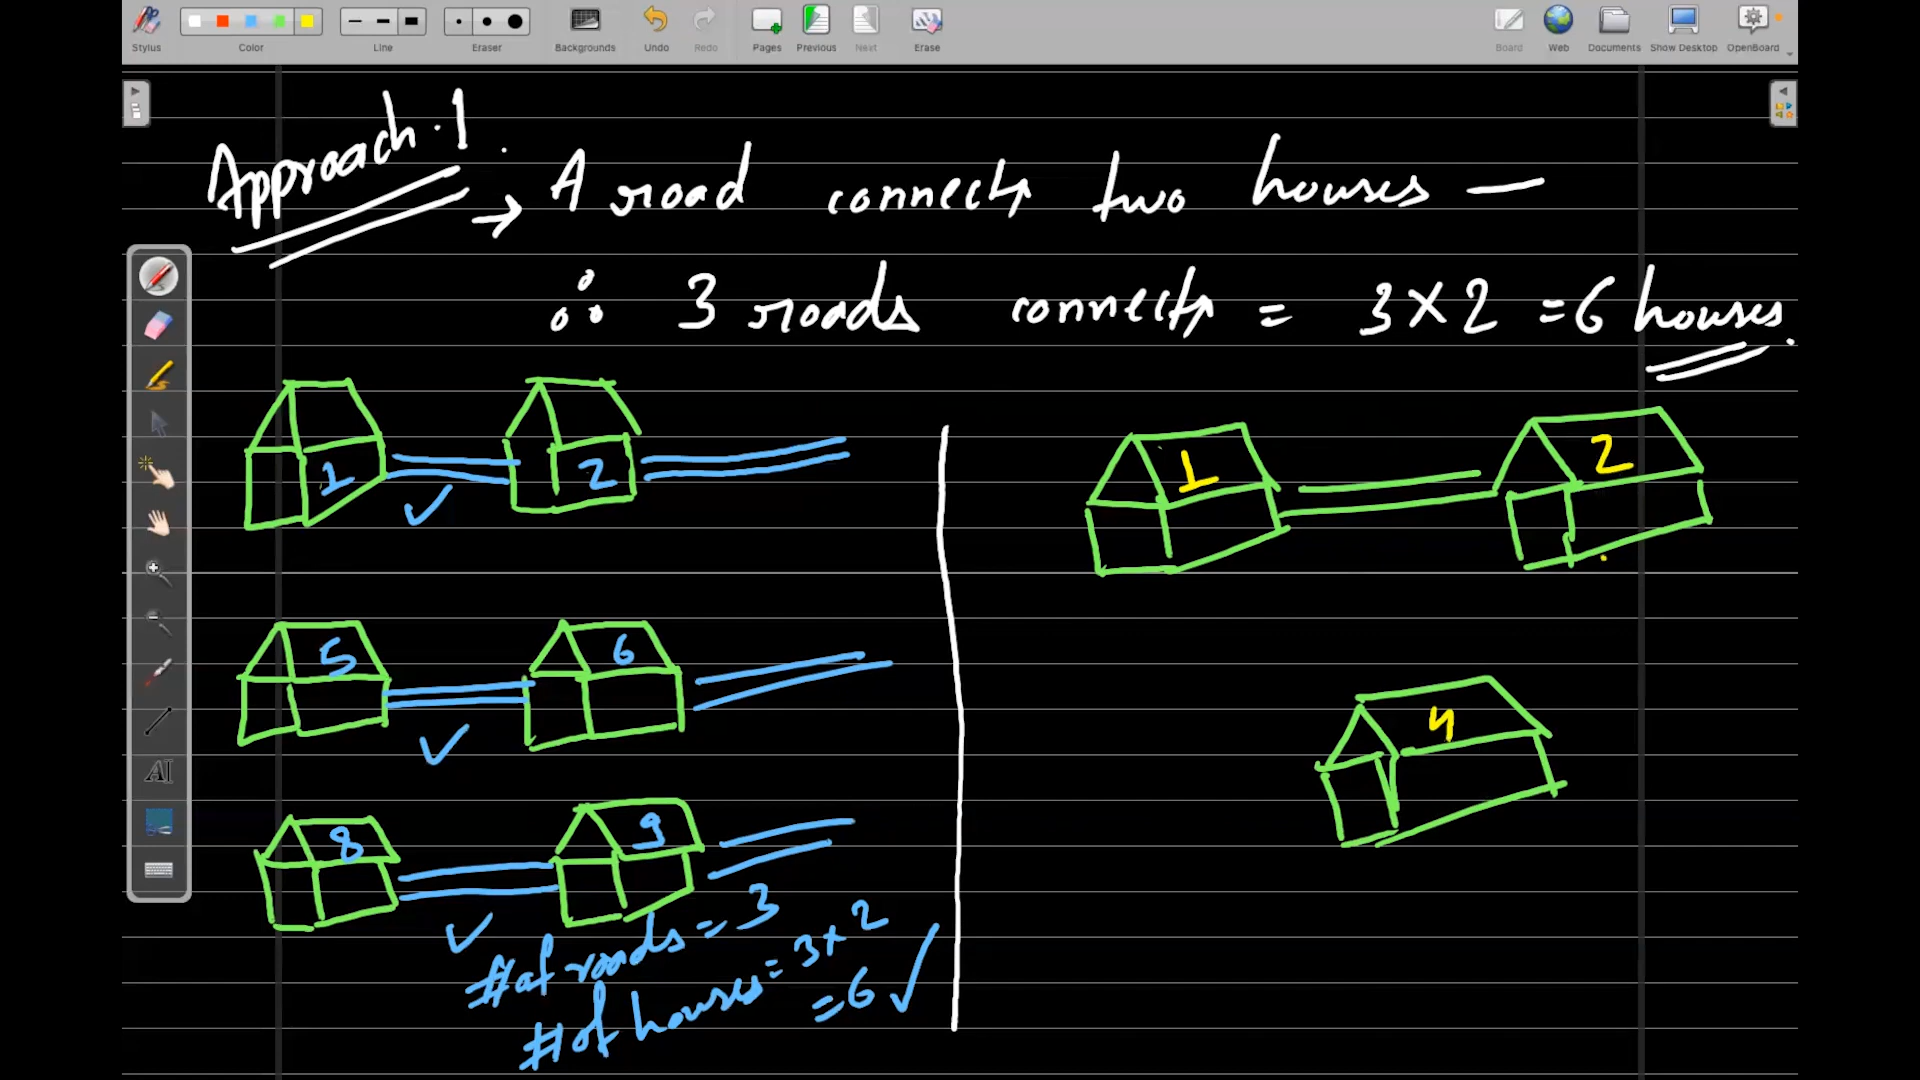 Stylus Color Line Eraser Backgrounds Undo Redo Pages Previous Next Erase Board Web Documents Show Desktop OpenBoard
Approach.1
→ A road connects two houses —
∴ 3 roads connects = 3 × 2 = 6 houses.
1 2
1 2
5 6
4
8 9
# of roads = 3
# of houses = 3 × 2
= 6 ✓